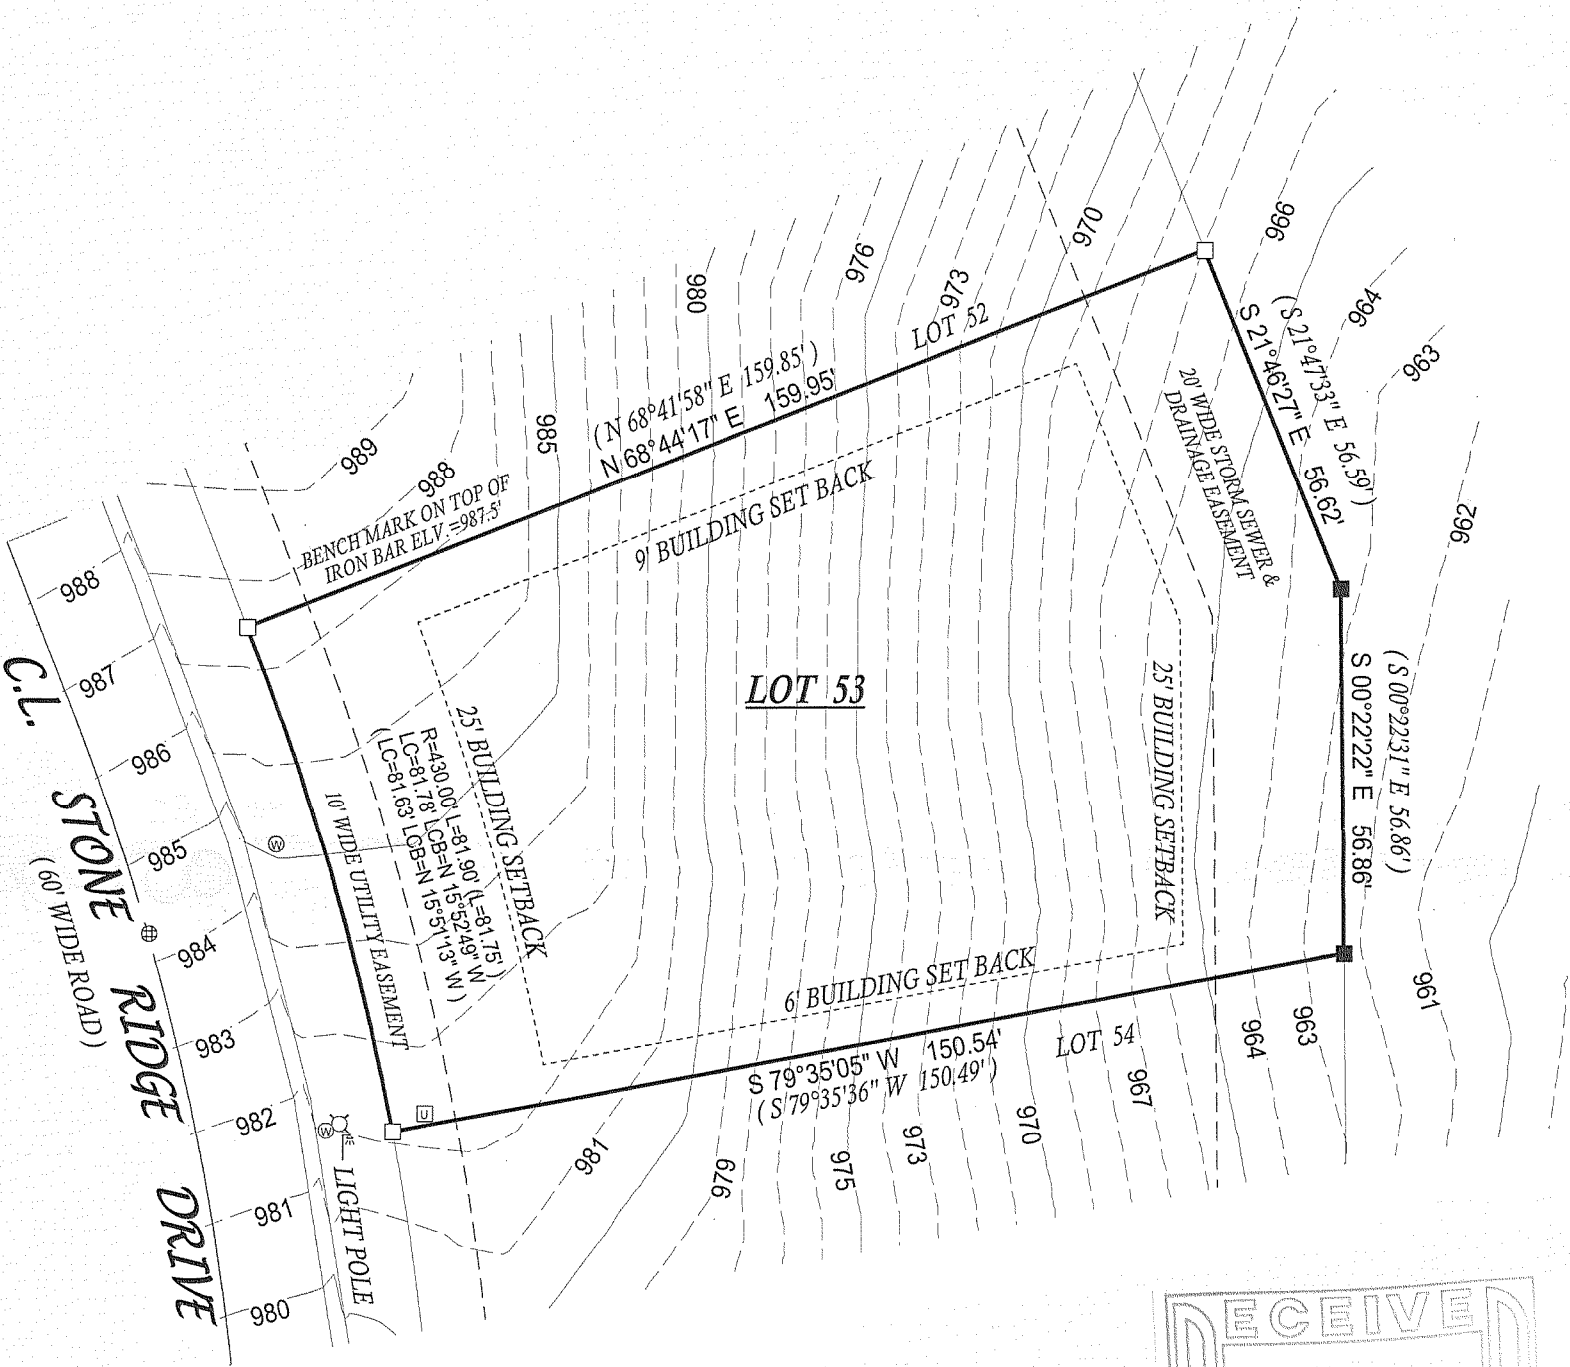 LOT 53
LOT 52
LOT 54
( N 68°41'58" E 159.85' )
N 68°44'17" E 159.95'
( S 21°47'33" E 56.59' )
S 21°46'27" E 56.62'
( S 00°22'31" E 56.86' )
S 00°22'22" E 56.86'
S 79°35'05" W 150.54'
( S 79°35'36" W 150.49' )
R=430.00' L=81.90' (L=81.75' )
LC=81.78' LCB=N 15°52'49" W
( LC=81.63' LCB=N 15°51'13" W )
BENCH MARK ON TOP OF
IRON BAR ELV.=987.5'
9' BUILDING SET BACK
6' BUILDING SET BACK
25' BUILDING SETBACK
25' BUILDING SETBACK
20' WIDE STORM SEWER &
DRAINAGE EASEMENT
10' WIDE UTILITY EASEMENT
C.L. STONE RIDGE DRIVE
( 60' WIDE ROAD )
LIGHT POLE
W
W
U
989
988
985
980
976
973
970
966
964
963
962
961
963
964
967
970
973
975
979
981
988
987
986
985
984
983
982
981
980
RECEIVED